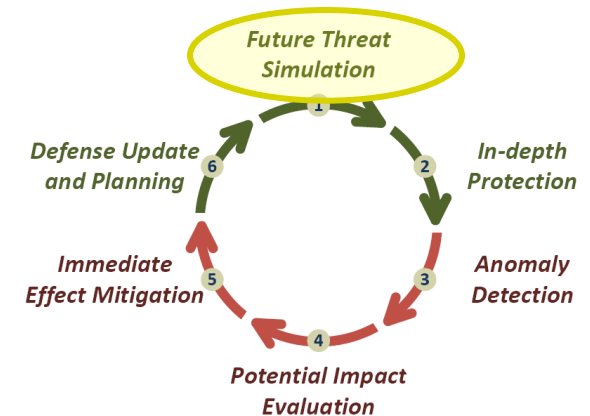 Future Threat
Simulation
1
2
In-depth
Protection
3
Anomaly
Detection
4
Potential Impact
Evaluation
5
Immediate
Effect Mitigation
6
Defense Update
and Planning